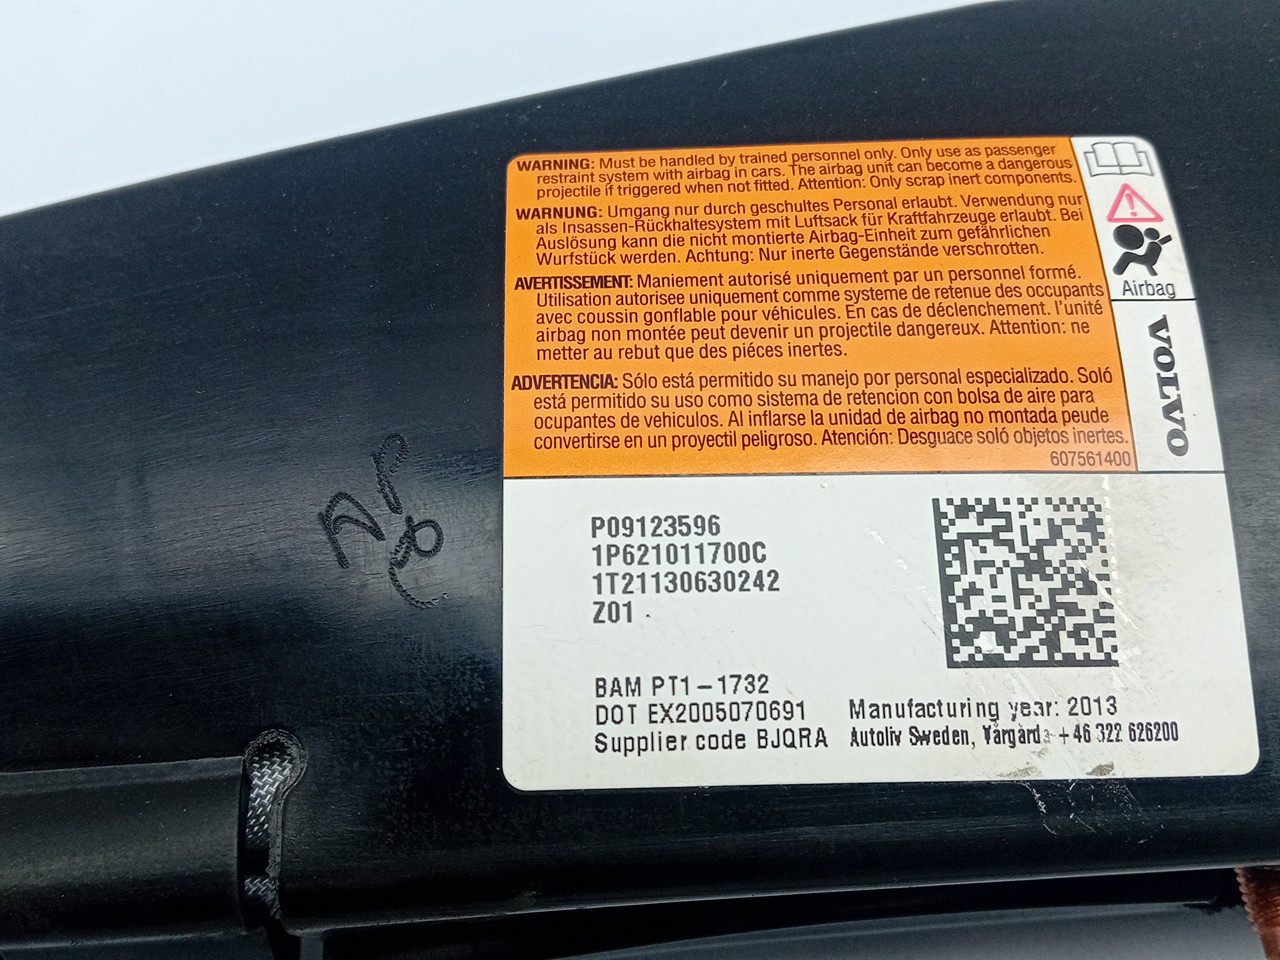 WARNING: Must be handled by trained personnel only. Only use as passenger
restraint system with airbag in cars. The airbag unit can become a dangerous
projectile if triggered when not fitted. Attention: Only scrap inert components.
WARNUNG: Umgang nur durch geschultes Personal erlaubt. Verwendung nur
als Insassen-Rückhaltesystem mit Luftsack für Kraftfahrzeuge erlaubt. Bei
Auslösung kann die nicht montierte Airbag-Einheit zum gefährlichen
Wurfstück werden. Achtung: Nur inerte Gegenstände verschrotten.
AVERTISSEMENT: Maniement autorisé uniquement par un personnel formé.
Utilisation autorisee uniquement comme systeme de retenue des occupants
avec coussin gonflable pour véhicules. En cas de déclenchement. l'unité
airbag non montée peut devenir un projectile dangereux. Attention: ne
metter au rebut que des piéces inertes.
ADVERTENCIA: Sólo está permitido su manejo por personal especializado. Soló
está permitido su uso como sistema de retencion con bolsa de aire para
ocupantes de vehiculos. Al inflarse la unidad de airbag no montada peude
convertirse en un proyectil peligroso. Atención: Desguace soló objetos inertes.
607561400
Airbag
VOLVO
P09123596
1P621011700C
1T21130630242
Z01
BAM PT1-1732
DOT EX2005070691
Supplier code BJQRA
Manufacturing year: 2013
Autoliv Sweden, Vårgårda +46 322 626200